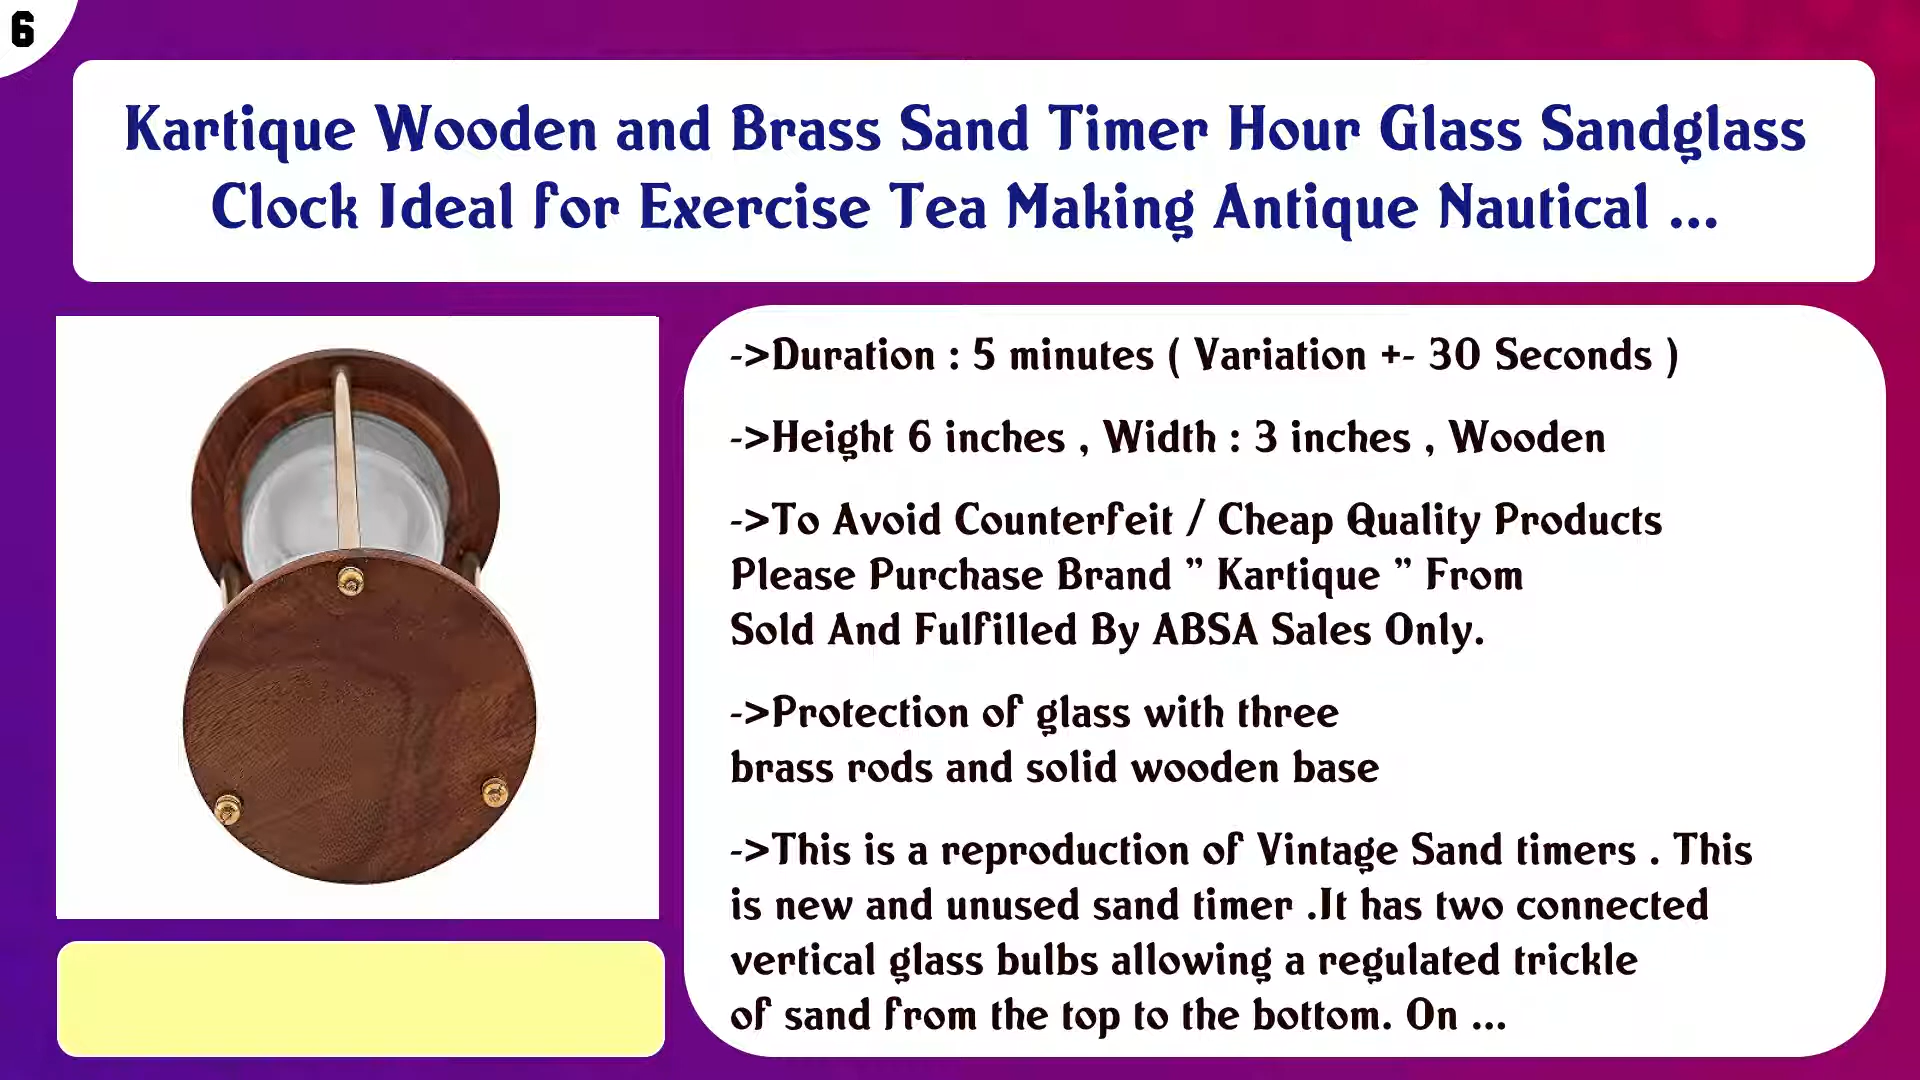 6
Kartique Wooden and Brass Sand Timer Hour Glass Sandglass
Clock Ideal for Exercise Tea Making Antique Nautical ...
->Duration : 5 minutes ( Variation +- 30 Seconds )
->Height 6 inches , Width : 3 inches , Wooden
->To Avoid Counterfeit / Cheap Quality Products
Please Purchase Brand ” Kartique ” From
Sold And Fulfilled By ABSA Sales Only.
->Protection of glass with three
brass rods and solid wooden base
->This is a reproduction of Vintage Sand timers . This
is new and unused sand timer .It has two connected
vertical glass bulbs allowing a regulated trickle
of sand from the top to the bottom. On ...